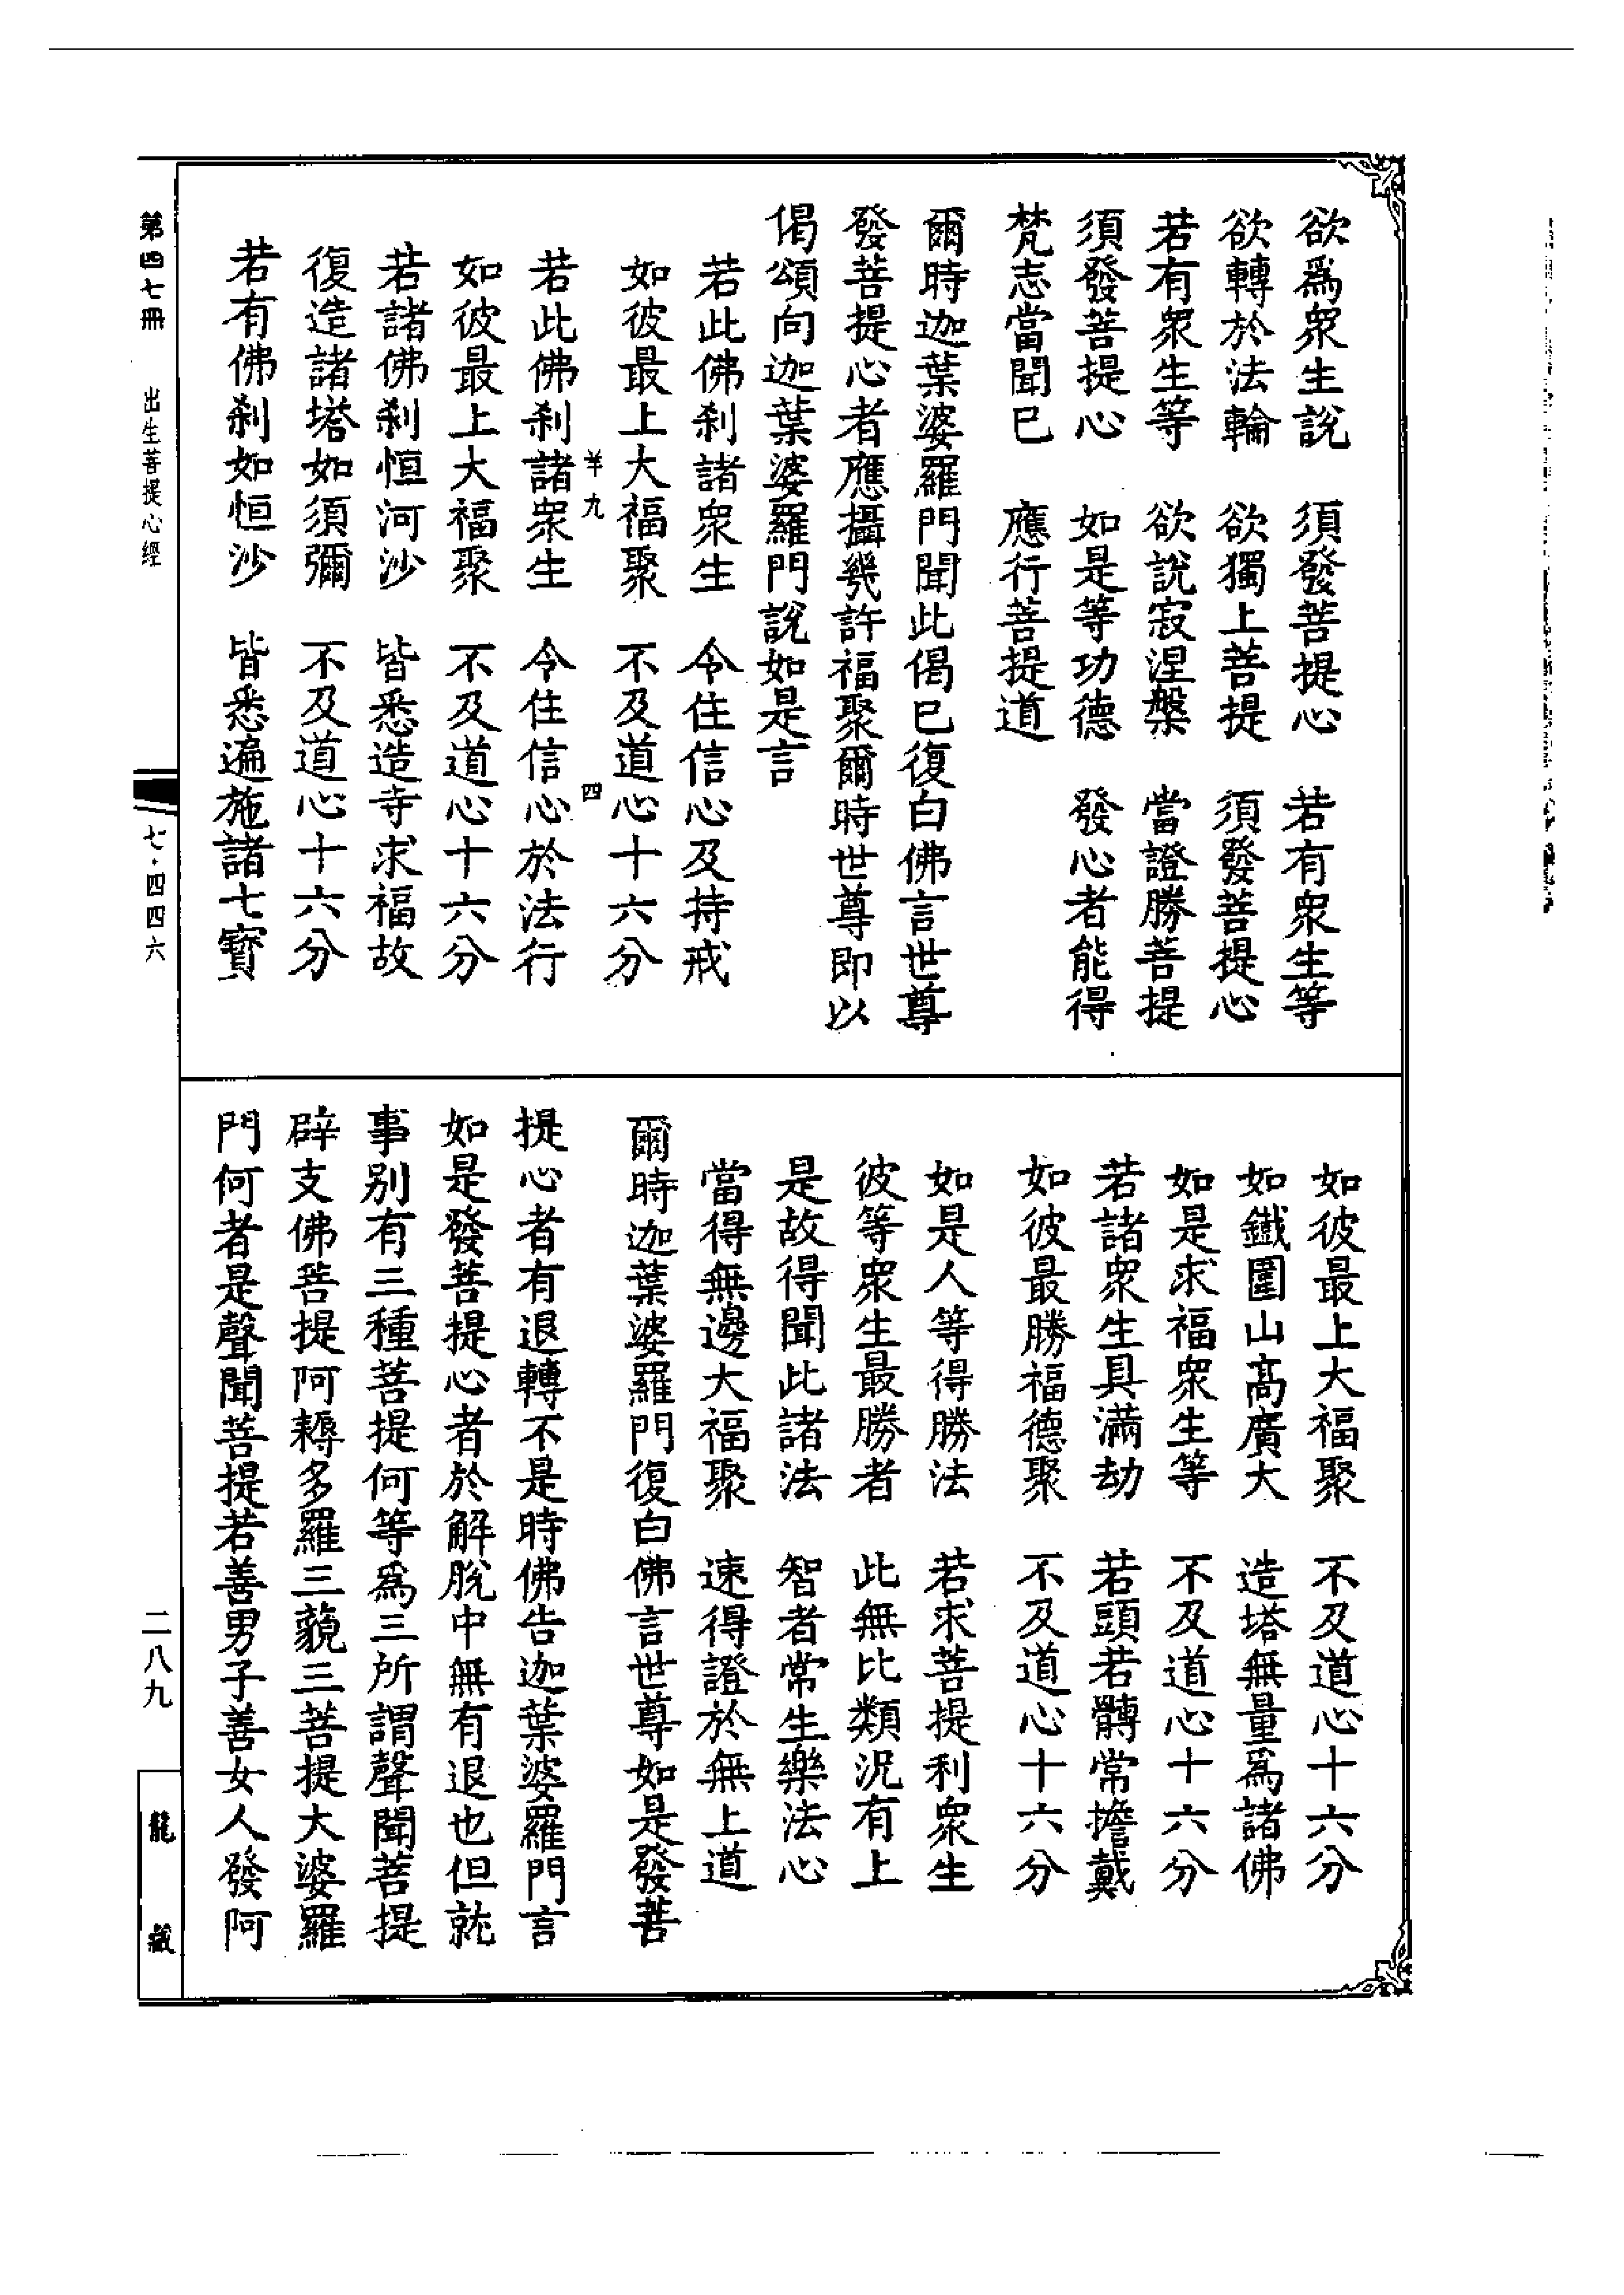 欲爲衆生說　須發菩提心　若有衆生等
欲轉於法輪　欲獨上菩提　須發菩提心
若有衆生等　欲說寂涅槃　當證勝菩提
須發菩提心　如是等功德　發心者能得
梵志當聞已　應行菩提道
爾時迦葉婆羅門聞此偈已復白佛言世尊
發菩提心者應攝幾許福聚爾時世尊即以
偈頌向迦葉婆羅門說如是言
若此佛剎諸衆生　令住信心及持戒
如彼最上大福聚　不及道心十六分
羊九　四
若此佛剎諸衆生　令住信心於法行
如彼最上大福聚　不及道心十六分
若諸佛剎恒河沙　皆悉造寺求福故
復造諸塔如須彌　不及道心十六分
若有佛剎如恒沙　皆悉遍施諸七寶
如彼最上大福聚　不及道心十六分
如鐵圍山高廣大　造塔無量爲諸佛
如是求福衆生等　不及道心十六分
若諸衆生具滿劫　若頭若髆常擔戴
如彼最勝福德聚　不及道心十六分
如是人等得勝法　若求菩提利衆生
彼等衆生最勝者　此無比類況有上
是故得聞此諸法　智者常生樂法心
當得無邊大福聚　速得證於無上道
爾時迦葉婆羅門復白佛言世尊如是發菩
提心者有退轉不是時佛告迦葉婆羅門言
如是發菩提心者於解脫中無有退也但就
事别有三種菩提何等爲三所謂聲聞菩提
辟支佛菩提阿耨多羅三藐三菩提大婆羅
門何者是聲聞菩提若善男子善女人發阿
第四七冊　出生菩提心經　七·四四六　二八九　龍藏